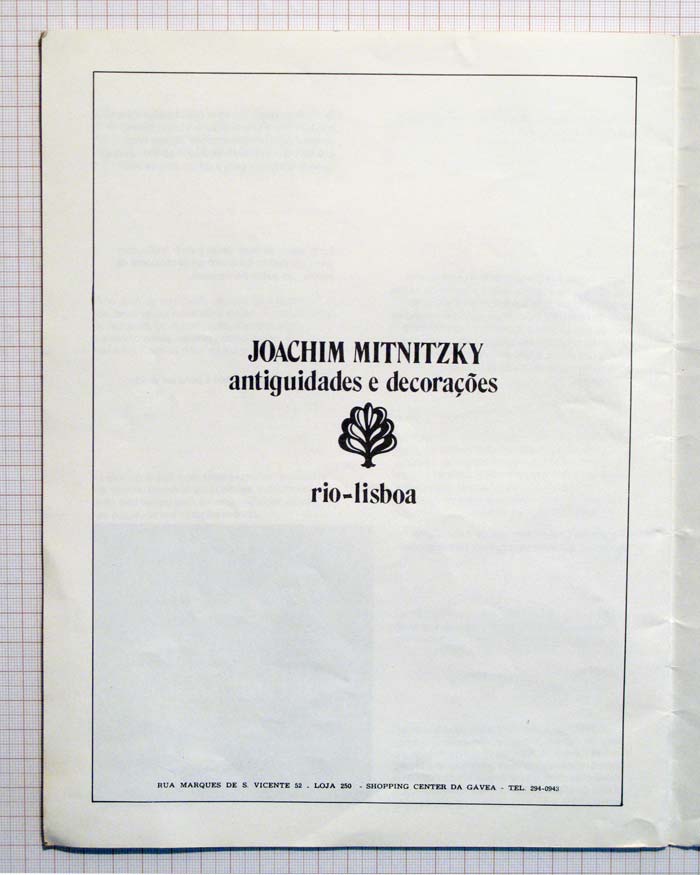 JOACHIM MITNITZKY
antiguidades e decorações
rio-lisboa
RUA MARQUES DE S. VICENTE 52 . LOJA 250 - SHOPPING CENTER DA GAVEA - TEL. 294-0943